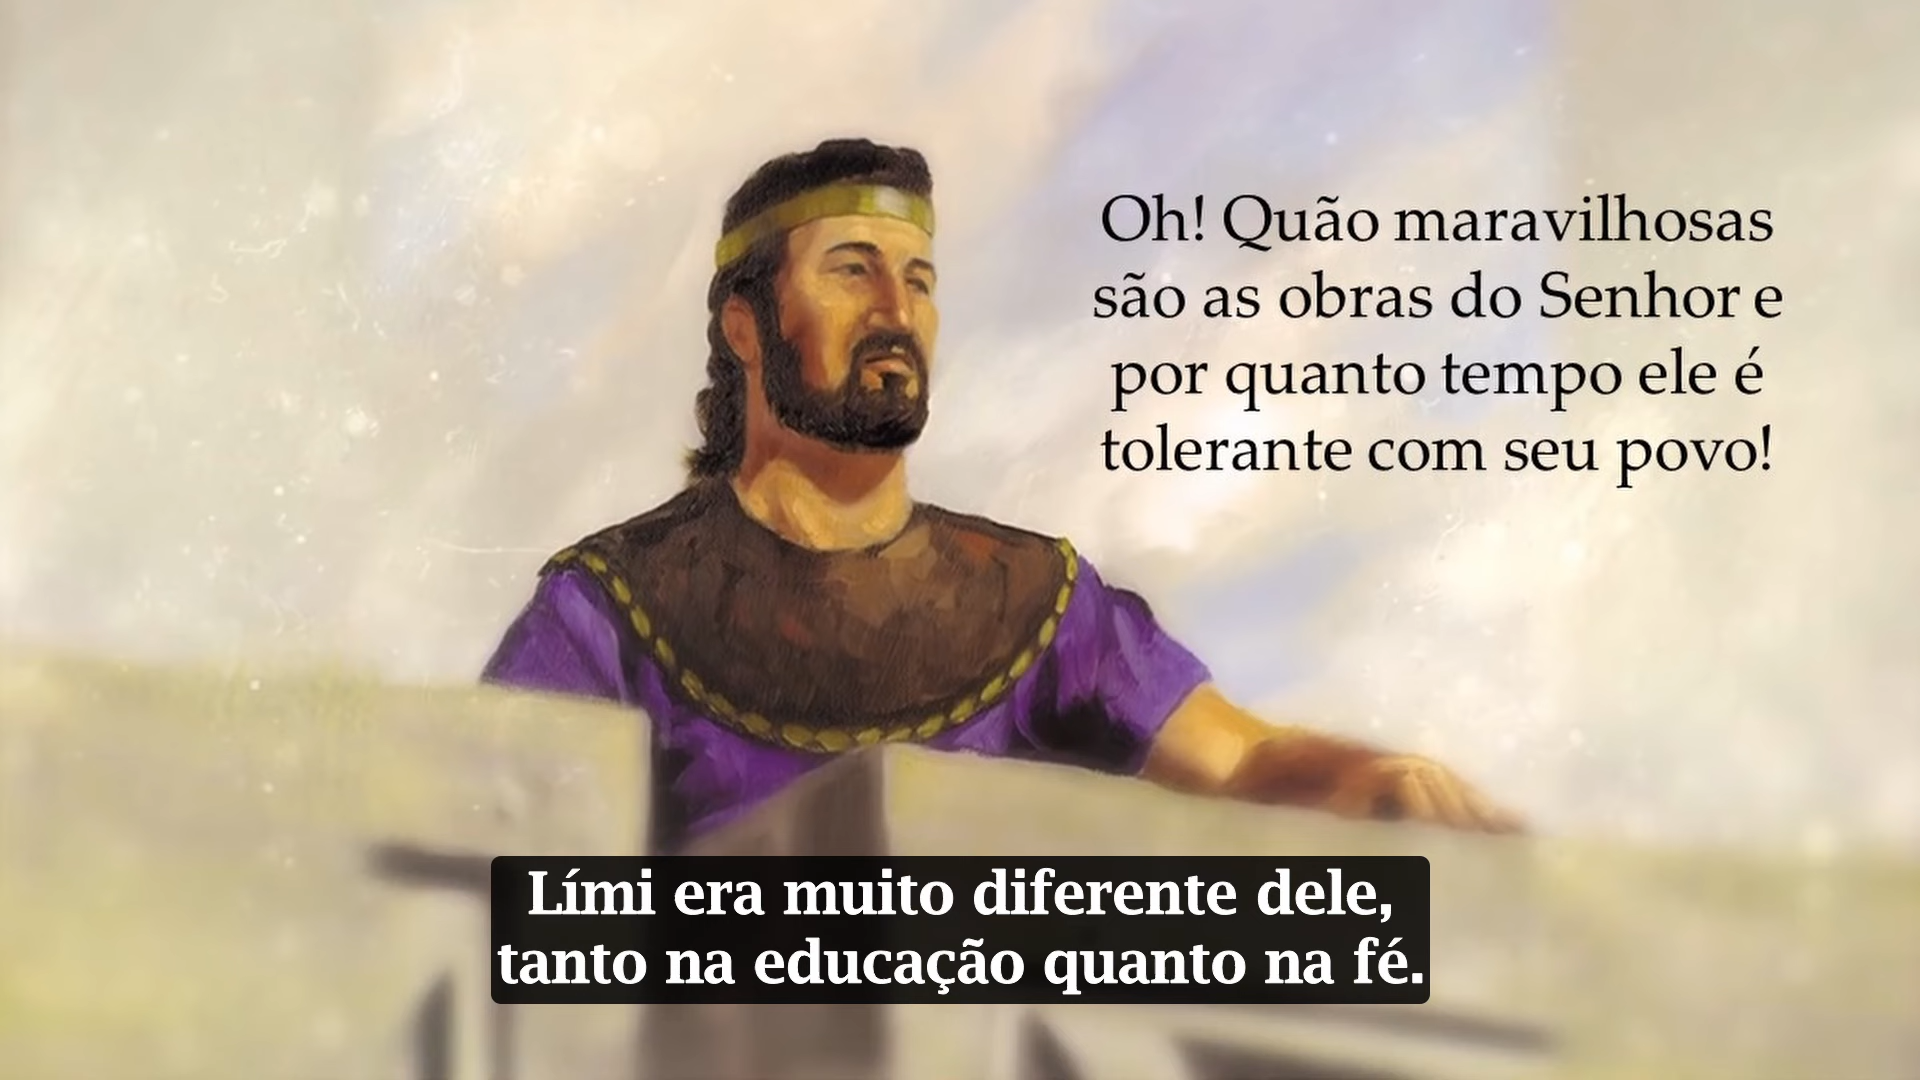 Oh! Quão maravilhosas
são as obras do Senhor e
por quanto tempo ele é
tolerante com seu povo!
Lími era muito diferente dele,
tanto na educação quanto na fé.